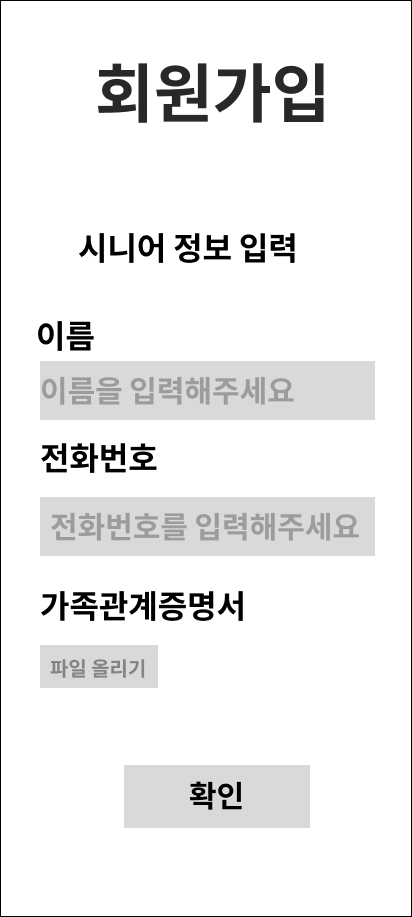 회원가입
시니어 정보 입력
이름
이름을 입력해주세요
전화번호
전화번호를 입력해주세요
가족관계증명서
파일 올리기
확인